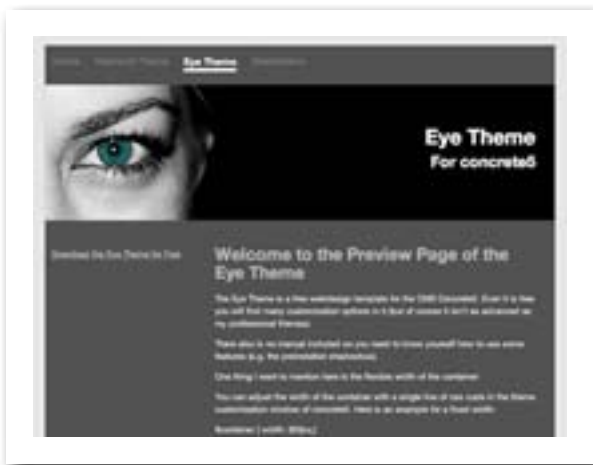 Home Eye Theme
Eye Theme
For concrete5
Download the Eye Theme for Free
Welcome to the Preview Page of the
Eye Theme
The Eye Theme is a free webdesign template for the CMS Concrete5. Even it is free
you will find many customization options in it (but of course it isn't as advanced as
my professional themes).
There also is no manual included so you need to know yourself how to use some
features (e.g. the preinstallation
One thing I want to mention here is the flexible width of the container.
You can adjust the width of the container with a single line of css code in the theme
customization window of concrete5. Here is an example for a fixed width:
#container { width: